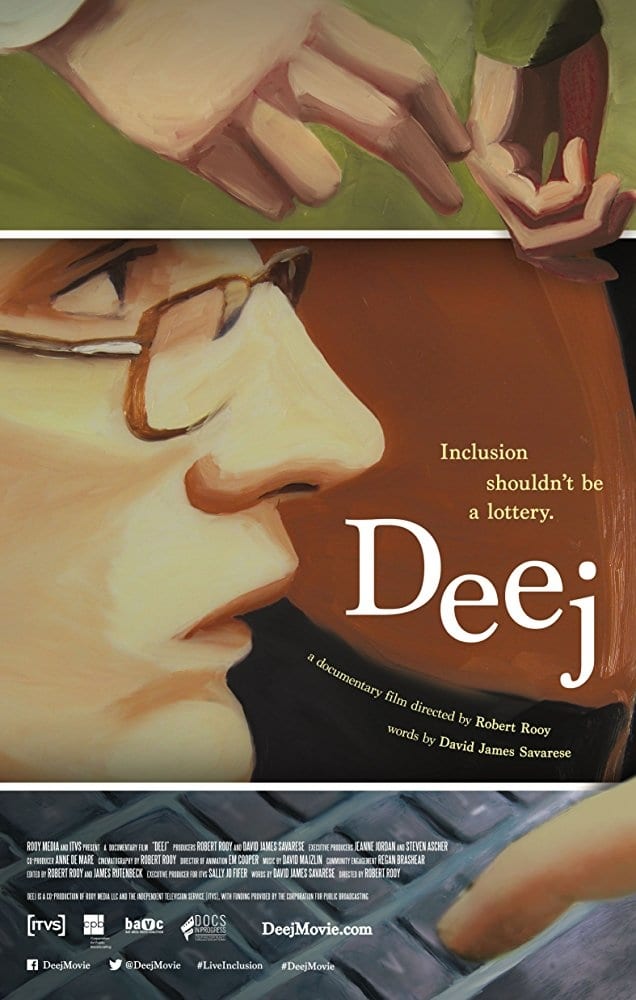 Inclusion
shouldn't be
a lottery.
Deej
a documentary film directed by Robert Rooy
words by David James Savarese
ROOY MEDIA AND ITVS PRESENT A DOCUMENTARY FILM "DEEJ" PRODUCERS ROBERT ROOY AND DAVID JAMES SAVARESE EXECUTIVE PRODUCERS JEANNE JORDAN AND STEVEN ASCHER
CO-PRODUCER ANNE DE MARE CINEMATOGRAPHY BY ROBERT ROOY DIRECTOR OF ANIMATION EM COOPER MUSIC BY DAVID MAJZLIN COMMUNITY ENGAGEMENT REGAN BRASHEAR
EDITED BY ROBERT ROOY AND JAMES RUTENBECK EXECUTIVE PRODUCER FOR ITVS SALLY JO FIFER WORDS BY DAVID JAMES SAVARESE DIRECTED BY ROBERT ROOY
DEEJ IS A CO-PRODUCTION OF ROOY MEDIA LLC AND THE INDEPENDENT TELEVISION SERVICE (ITVS), WITH FUNDING PROVIDED BY THE CORPORATION FOR PUBLIC BROADCASTING
[ITVS] cpb bavc DOCS IN PROGRESS DeejMovie.com
Corporation for Public Broadcasting
DeejMovie @DeejMovie #LiveInclusion #DeejMovie